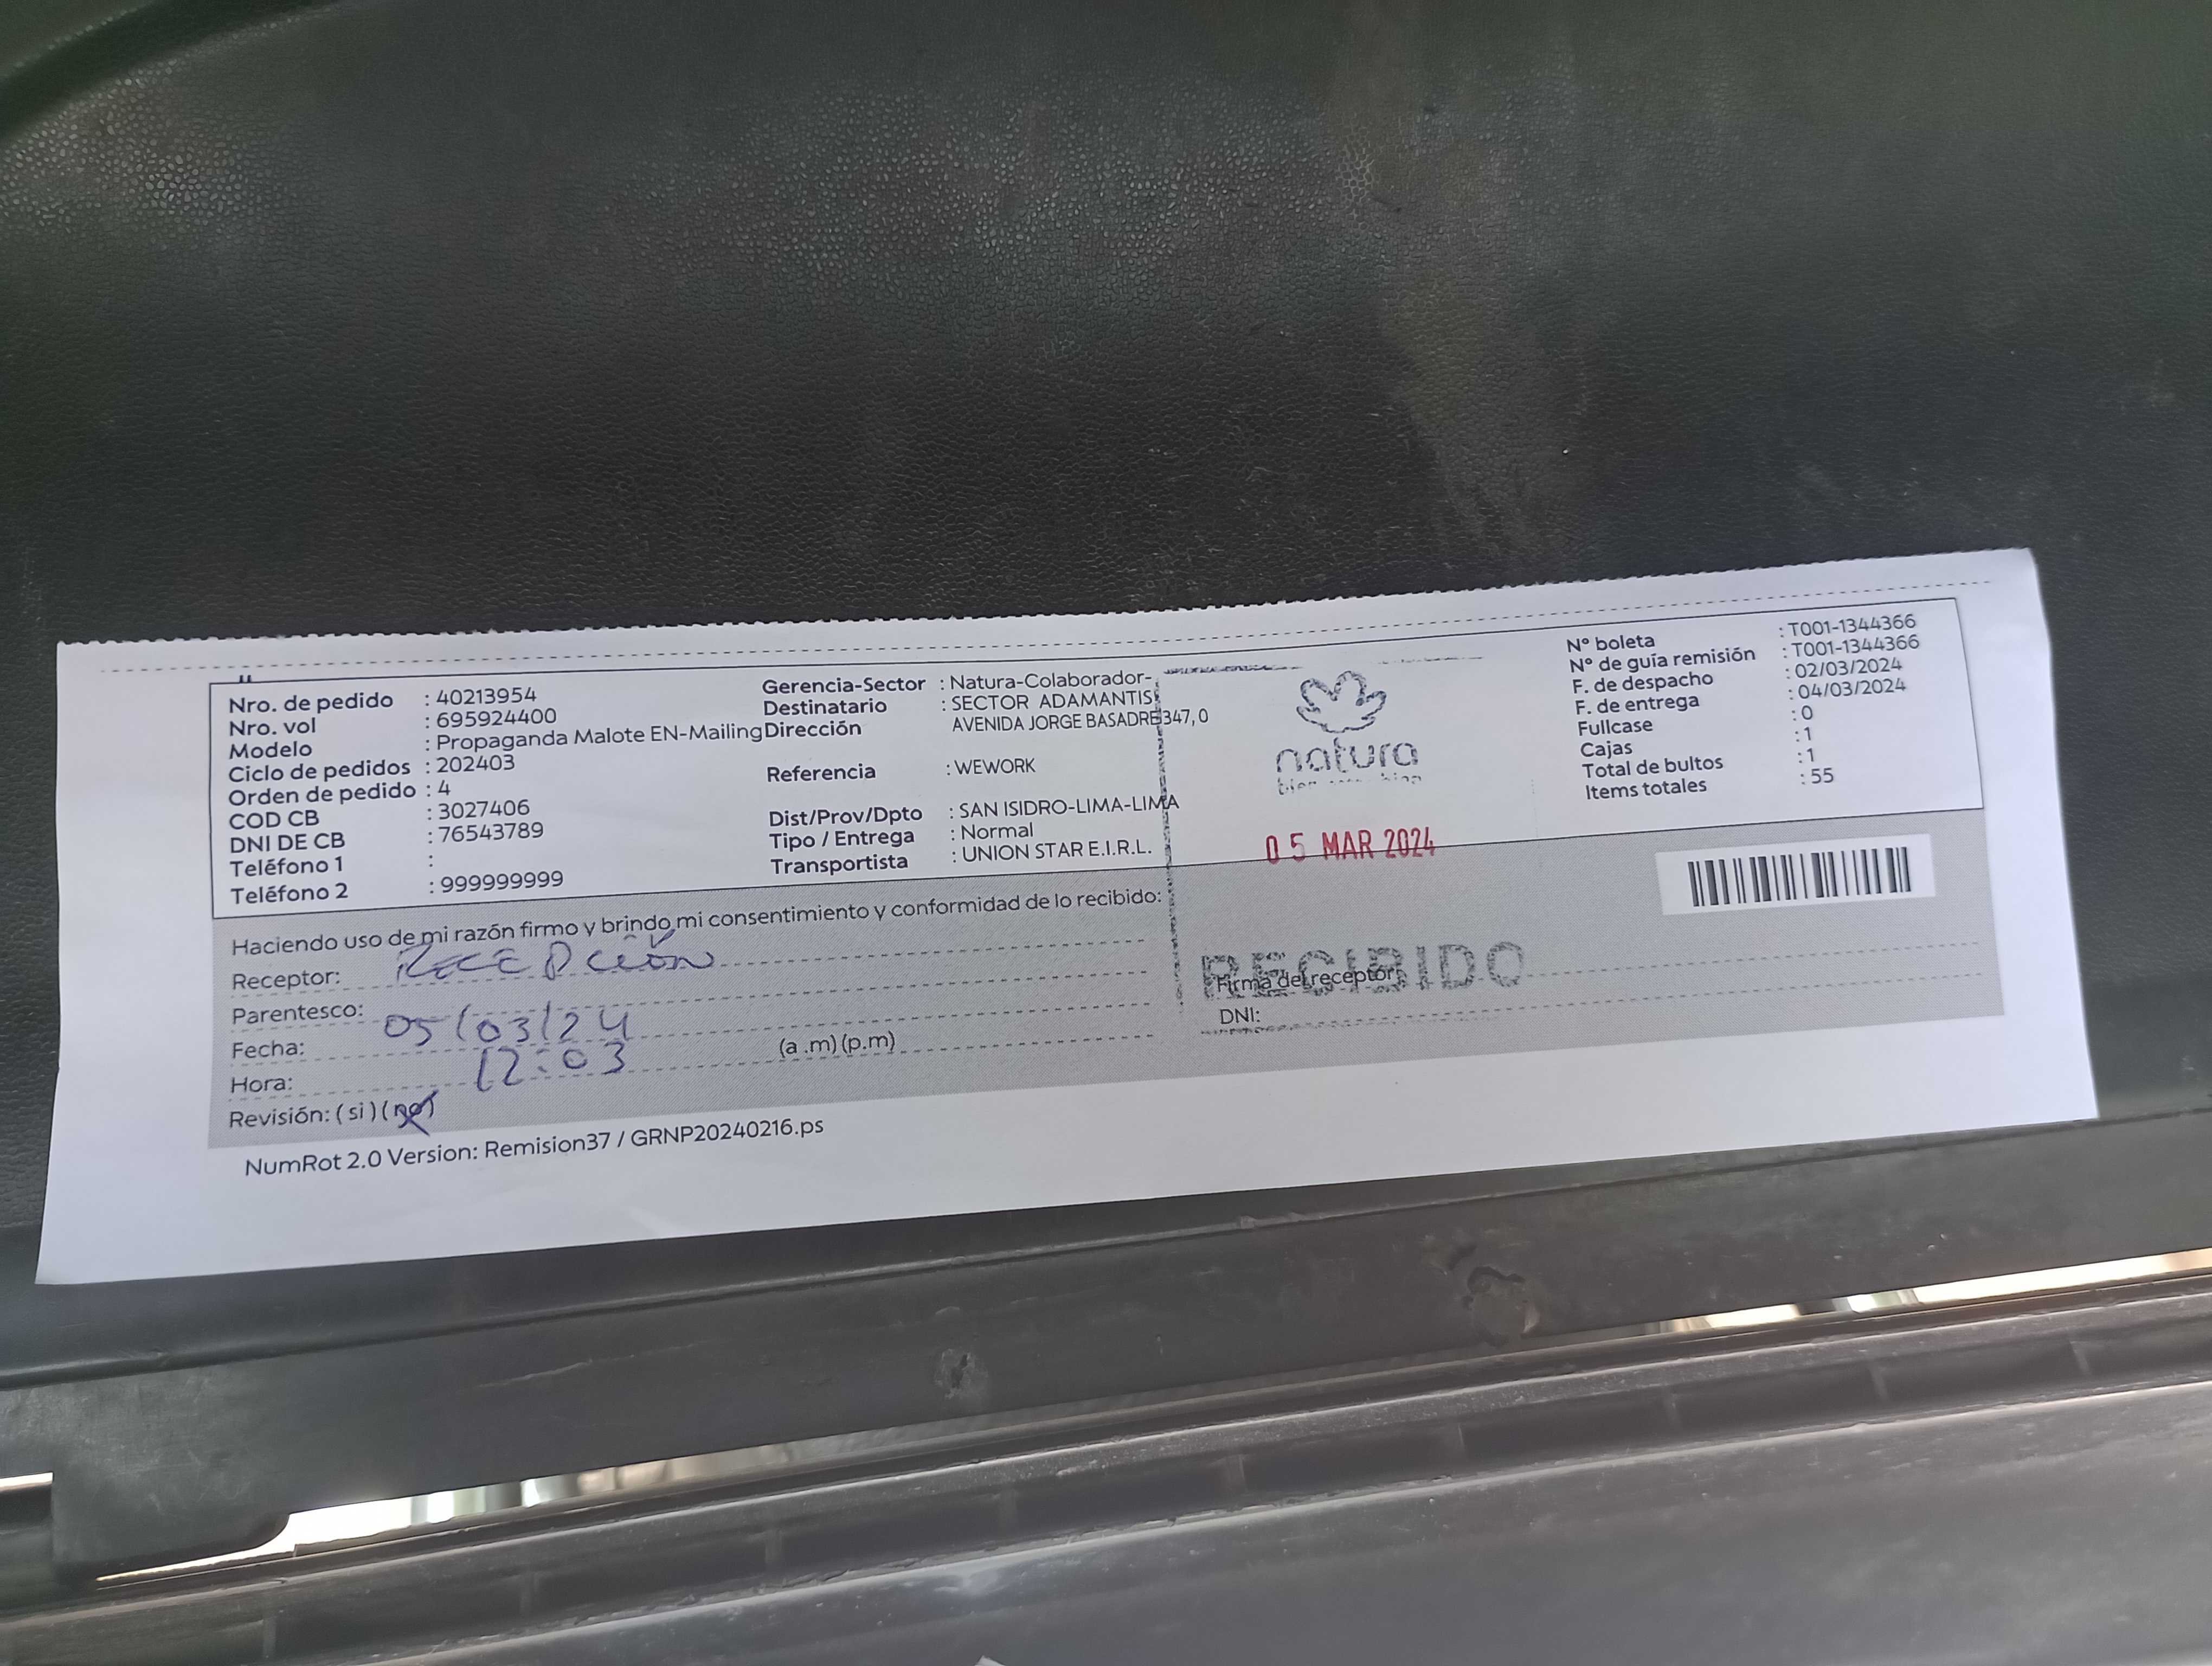 Nro. de pedido : 40213954
Nro. vol : 695924400
Modelo : Propaganda Malote EN-Mailing
Ciclo de pedidos : 202403
Orden de pedido : 4
COD CB : 3027406
DNI DE CB : 76543789
Teléfono 1 :
Teléfono 2 : 999999999
Gerencia-Sector : Natura-Colaborador-
Destinatario : SECTOR ADAMANTIS
Dirección AVENIDA JORGE BASADRE 347, 0
Referencia : WEWORK
Dist/Prov/Dpto : SAN ISIDRO-LIMA-LIMA
Tipo / Entrega : Normal
Transportista : UNION STAR E.I.R.L.
natura
05 MAR 2024
RECIBIDO
N° boleta : T001-1344366
N° de guía remisión : T001-1344366
F. de despacho : 02/03/2024
F. de entrega : 04/03/2024
Fullcase : 0
Cajas : 1
Total de bultos : 1
Items totales : 55
Haciendo uso de mi razón firmo y brindo mi consentimiento y conformidad de lo recibido:
Receptor: RECEPCIÓN
Parentesco:
Fecha: 05/03/24
Hora: 12:03 (a.m)(p.m)
Revisión: (si)(no)
Firma del receptor:
DNI:
NumRot 2.0 Version: Remision37 / GRNP20240216.ps